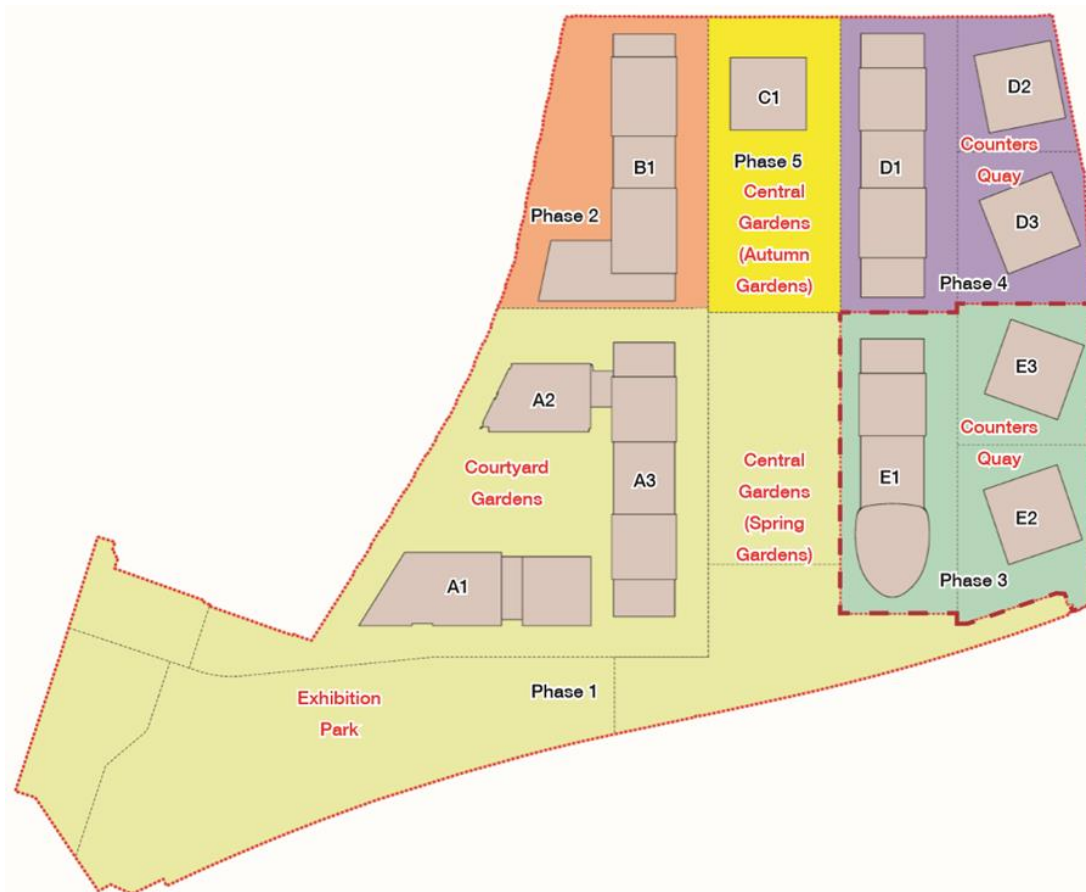 D2
C1
Counters
Quay
Phase 5
B1
D1
Central
Gardens
(Autumn
Gardens)
Phase 2
D3
Phase 4
E3
A2
Counters
Quay
Courtyard
Gardens
A3
Central
Gardens
(Spring
Gardens)
E1
E2
A1
Phase 3
Exhibition
Park
Phase 1